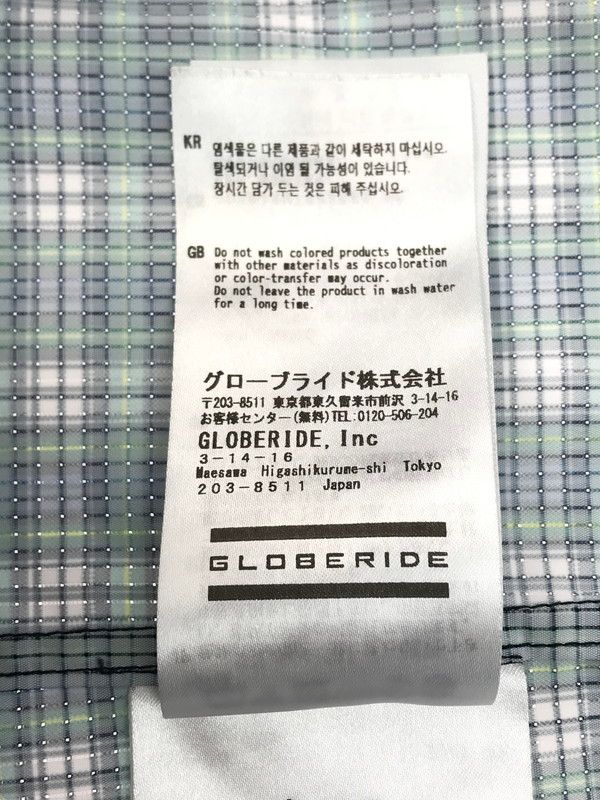 KR 염색물은 다른 제품과 같이 세탁하지 마십시오.
탈색되거나 이염 될 가능성이 있습니다.
장시간 담가 두는 것은 피해 주십시오.
GB Do not wash colored products together
with other materials as discoloration
or color-transfer may occur.
Do not leave the product in wash water
for a long time.
グローブライド株式会社
〒203-8511 東京都東久留米市前沢 3-14-16
お客様センター(無料)TEL:0120-506-204
GLOBERIDE, Inc
3-14-16
Maesawa Higashikurume-shi Tokyo
203-8511 Japan
GLOBERIDE